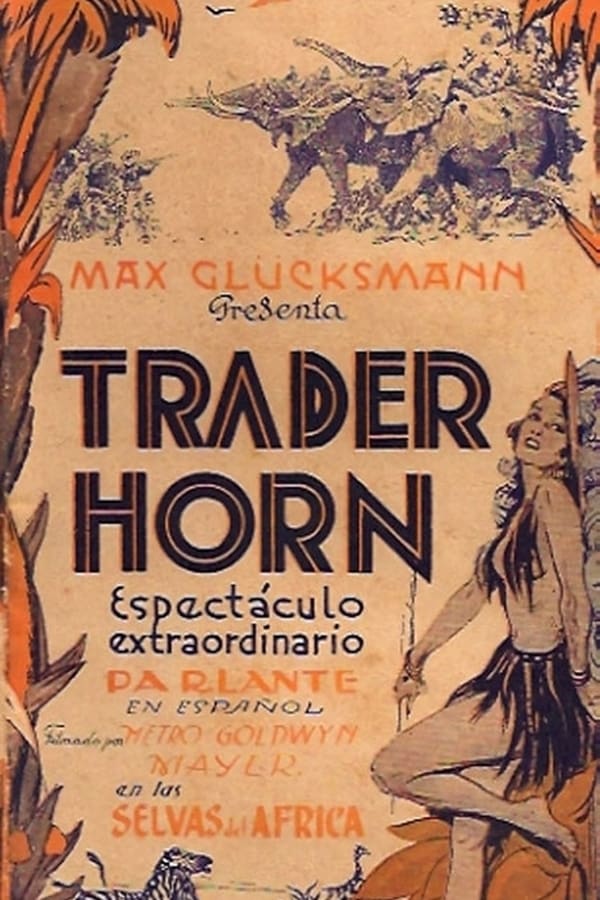 MAX GLÜCKSMANN
Presenta
TRADER
HORN
Espectáculo
extraordinario
PARLANTE
EN ESPAÑOL
Filmado por METRO GOLDWYN
MAYER.
en las
SELVAS del AFRICA